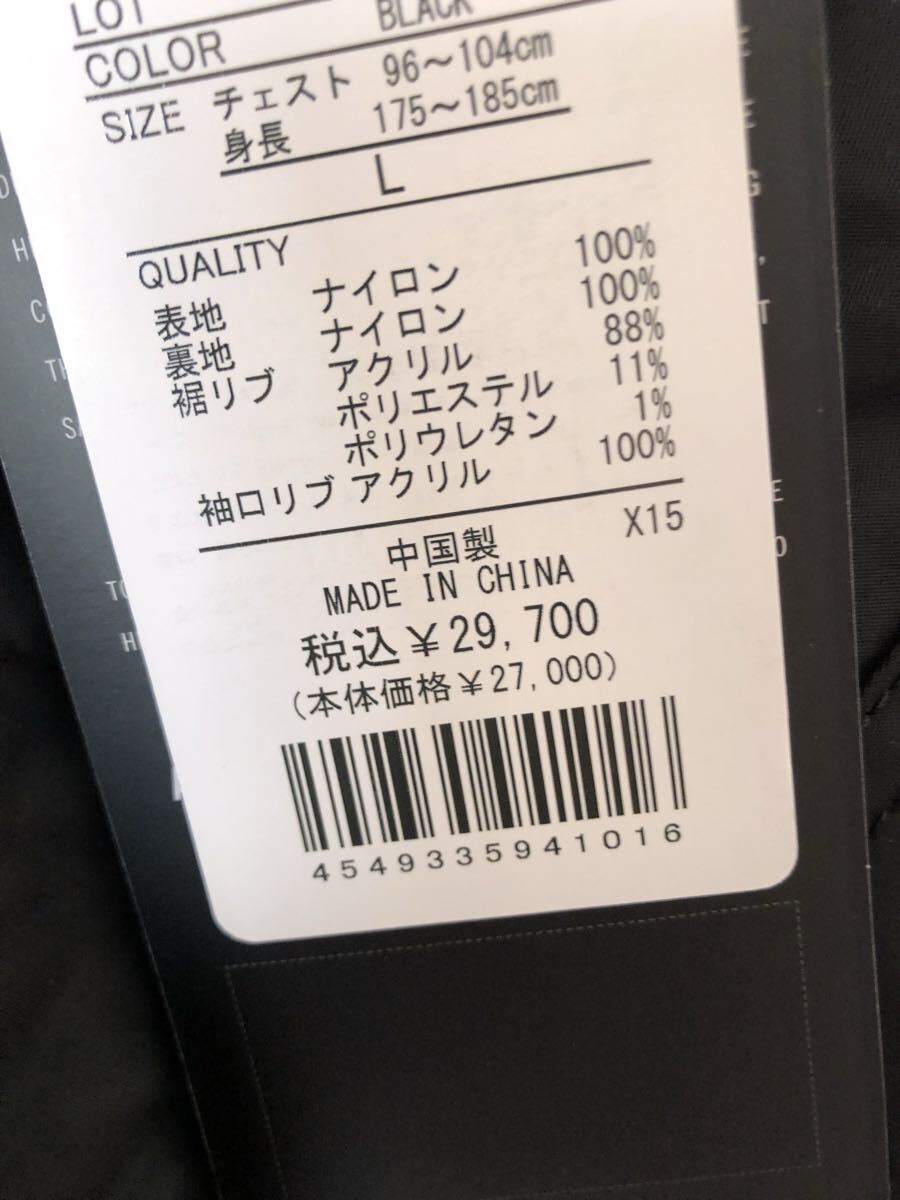 LOT
COLOR BLACK
SIZE チェスト 96～104cm
身長 175～185cm
L
QUALITY
表地 ナイロン 100%
裏地 ナイロン 100%
裾リブ アクリル 88%
ポリエステル 11%
ポリウレタン 1%
袖口リブ アクリル 100%
X15
中国製
MADE IN CHINA
税込￥29,700
(本体価格￥27,000)
4549335941016